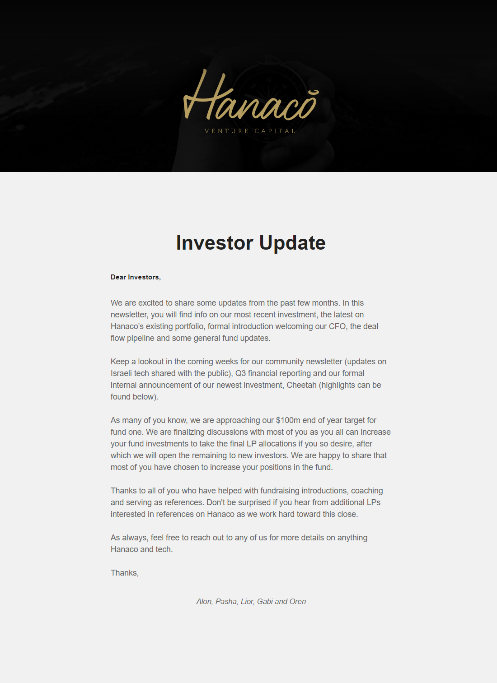 Hanacŏ
VENTURE CAPITAL
Investor Update
Dear Investors,
We are excited to share some updates from the past few months. In this
newsletter, you will find info on our most recent investment, the latest on
Hanaco's existing portfolio, formal introduction welcoming our CFO, the deal
flow pipeline and some general fund updates.
Keep a lookout in the coming weeks for our community newsletter (updates on
Israeli tech shared with the public), Q3 financial reporting and our formal
internal announcement of our newest investment, Cheetah (highlights can be
found below).
As many of you know, we are approaching our $100m end of year target for
fund one. We are finalizing discussions with most of you as you all can increase
your fund investments to take the final LP allocations if you so desire, after
which we will open the remaining to new investors. We are happy to share that
most of you have chosen to increase your positions in the fund.
Thanks to all of you who have helped with fundraising introductions, coaching
and serving as references. Don't be surprised if you hear from additional LPs
interested in references on Hanaco as we work hard toward this close.
As always, feel free to reach out to any of us for more details on anything
Hanaco and tech.
Thanks,
Alon, Pasha, Lior, Gabi and Oren